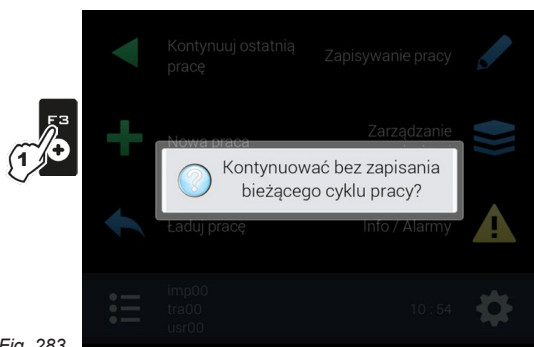 Kontynuuj ostatnią
pracę
Zapisywanie pracy
F3
1
Nowa praca
Zarządzanie
Kontynuować bez zapisania
bieżącego cyklu pracy?
Ładuj pracę
Info / Alarmy
imp00
tra00
usr00
10 : 54
Fig. 283